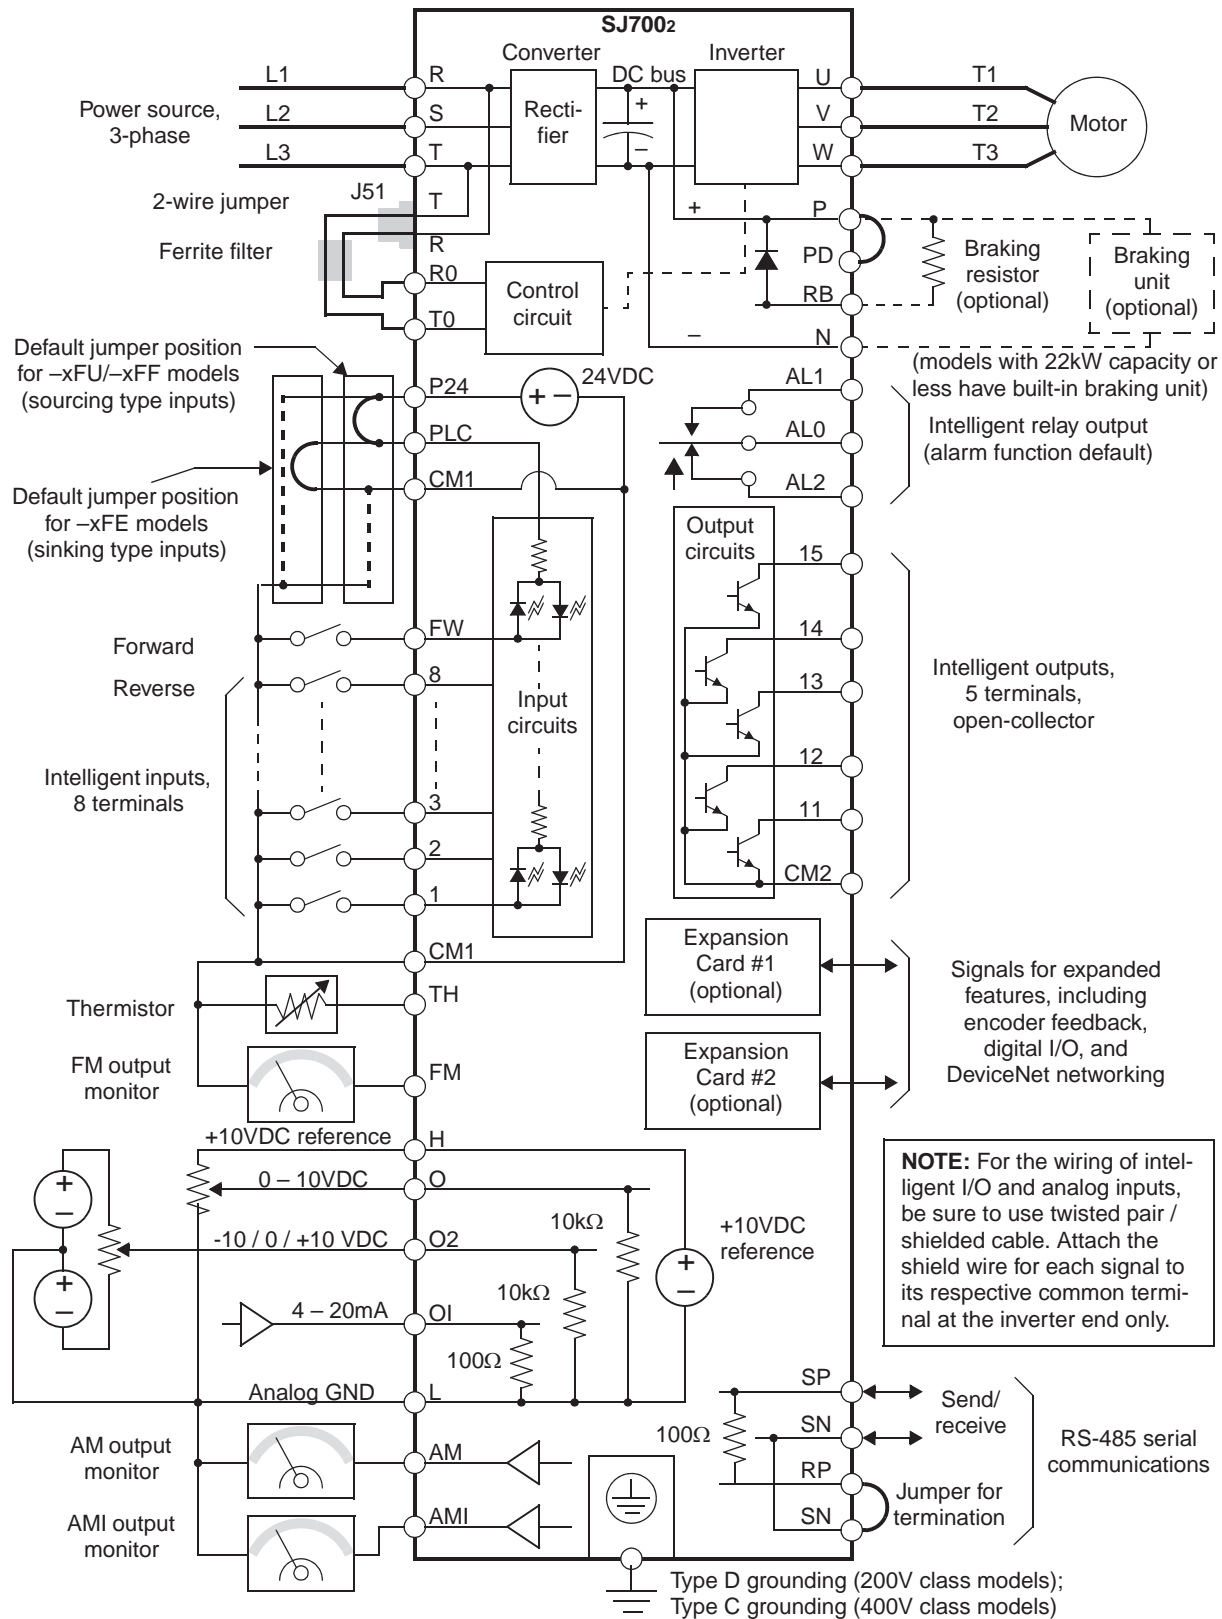 SJ7002
Converter
Inverter
Power source,
3-phase
L1
L2
L3
R
S
T
Recti-
fier
DC bus
+
–
U
V
W
T1
T2
T3
Motor
2-wire jumper
J51
T
Ferrite filter
R
R0
T0
Control
circuit
+
–
P
PD
RB
N
Braking
resistor
(optional)
Braking
unit
(optional)
(models with 22kW capacity or
less have built-in braking unit)
Default jumper position
for –xFU/–xFF models
(sourcing type inputs)
Default jumper position
for –xFE models
(sinking type inputs)
P24
PLC
CM1
+ –
24VDC
AL1
AL0
AL2
Intelligent relay output
(alarm function default)
Forward
Reverse
Intelligent inputs,
8 terminals
FW
8
3
2
1
CM1
Input
circuits
Output
circuits
15
14
13
12
11
CM2
Intelligent outputs,
5 terminals,
open-collector
Thermistor
TH
FM output
monitor
FM
Expansion
Card #1
(optional)
Expansion
Card #2
(optional)
Signals for expanded
features, including
encoder feedback,
digital I/O, and
DeviceNet networking
+10VDC reference
H
0 – 10VDC
O
-10 / 0 / +10 VDC
O2
4 – 20mA
OI
Analog GND
L
+
–
+
–
10kΩ
10kΩ
100Ω
+
–
+10VDC
reference
NOTE: For the wiring of intel-
ligent I/O and analog inputs,
be sure to use twisted pair /
shielded cable. Attach the
shield wire for each signal to
its respective common termi-
nal at the inverter end only.
AM output
monitor
AM
AMI output
monitor
AMI
SP
SN
RP
SN
100Ω
Send/
receive
Jumper for
termination
RS-485 serial
communications
Type D grounding (200V class models);
Type C grounding (400V class models)